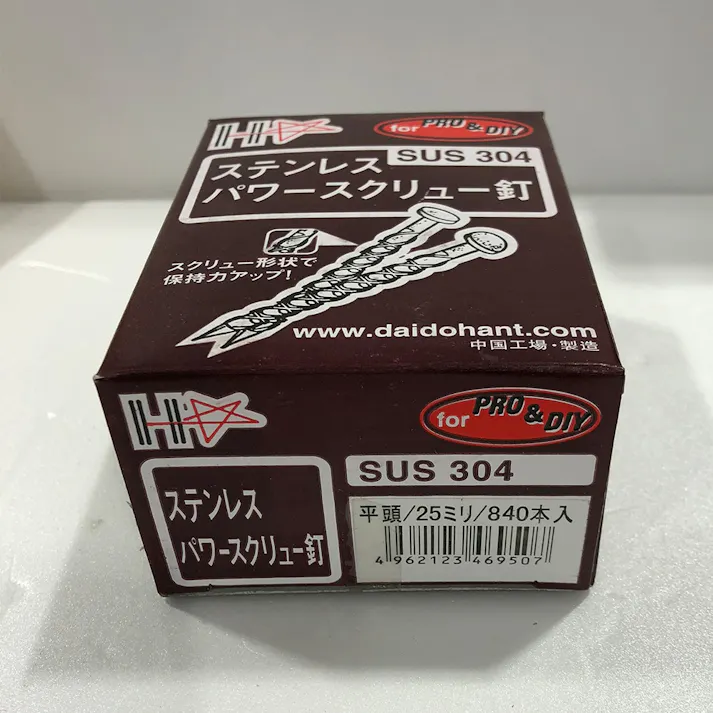 for PRO & DIY
SUS 304
ステンレス
パワースクリュー釘
スクリュー形状で
保持力アップ!
www.daidohant.com
中国工場・製造
for PRO & DIY
SUS 304
ステンレス
パワースクリュー釘
平頭/25ミリ/840本入
4 962123 469507